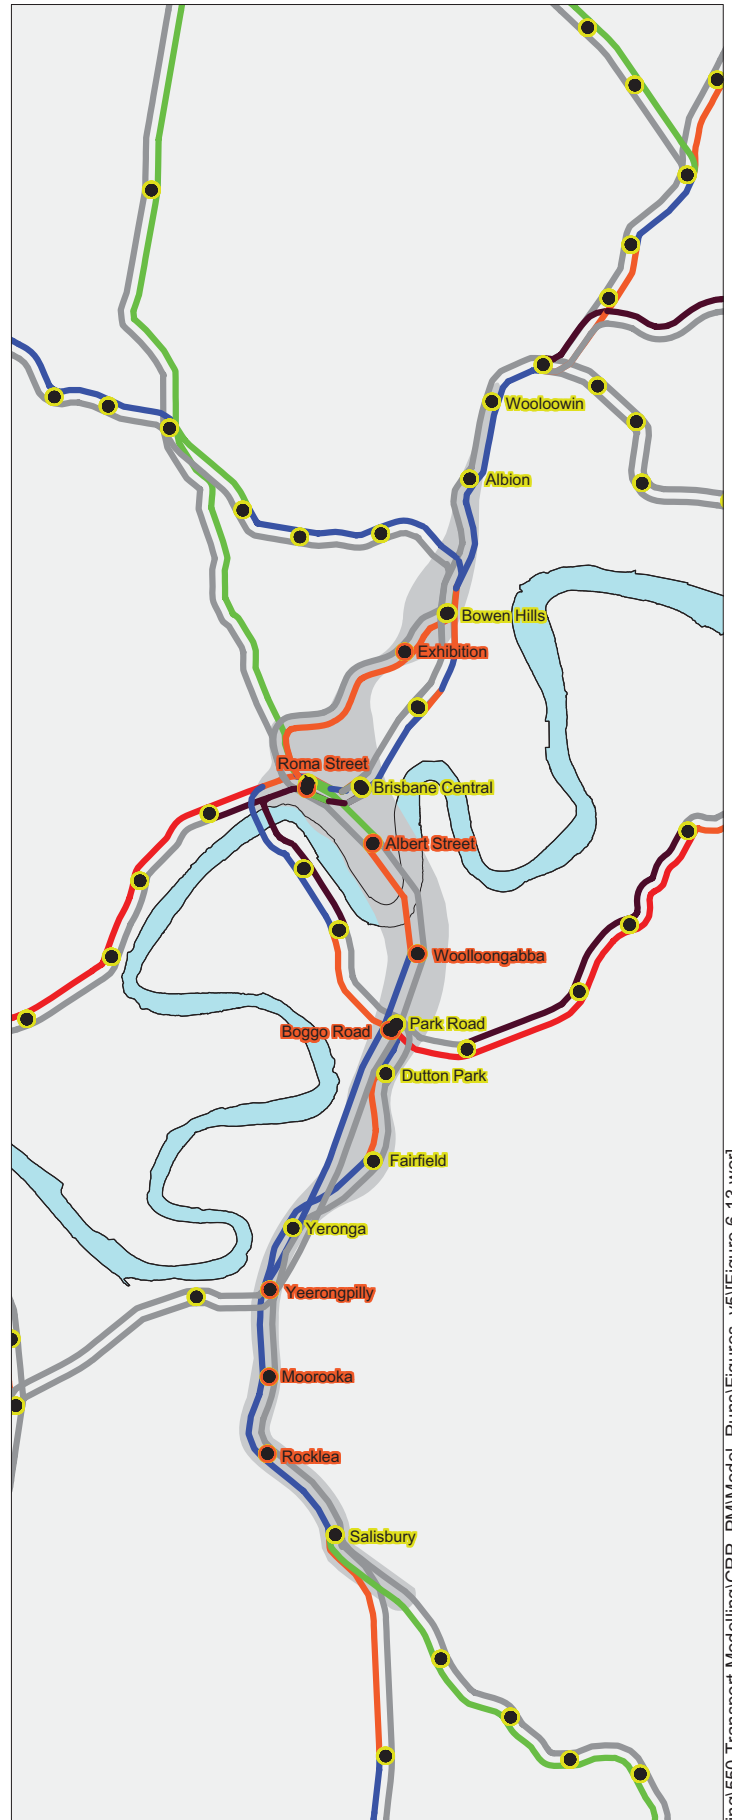 Wooloowin
Albion
Bowen Hills
Exhibition
Roma Street
Brisbane Central
Albert Street
Woolloongabba
Park Road
Boggo Road
Dutton Park
Fairfield
Yeronga
Yeerongpilly
Moorooka
Rocklea
Salisbury